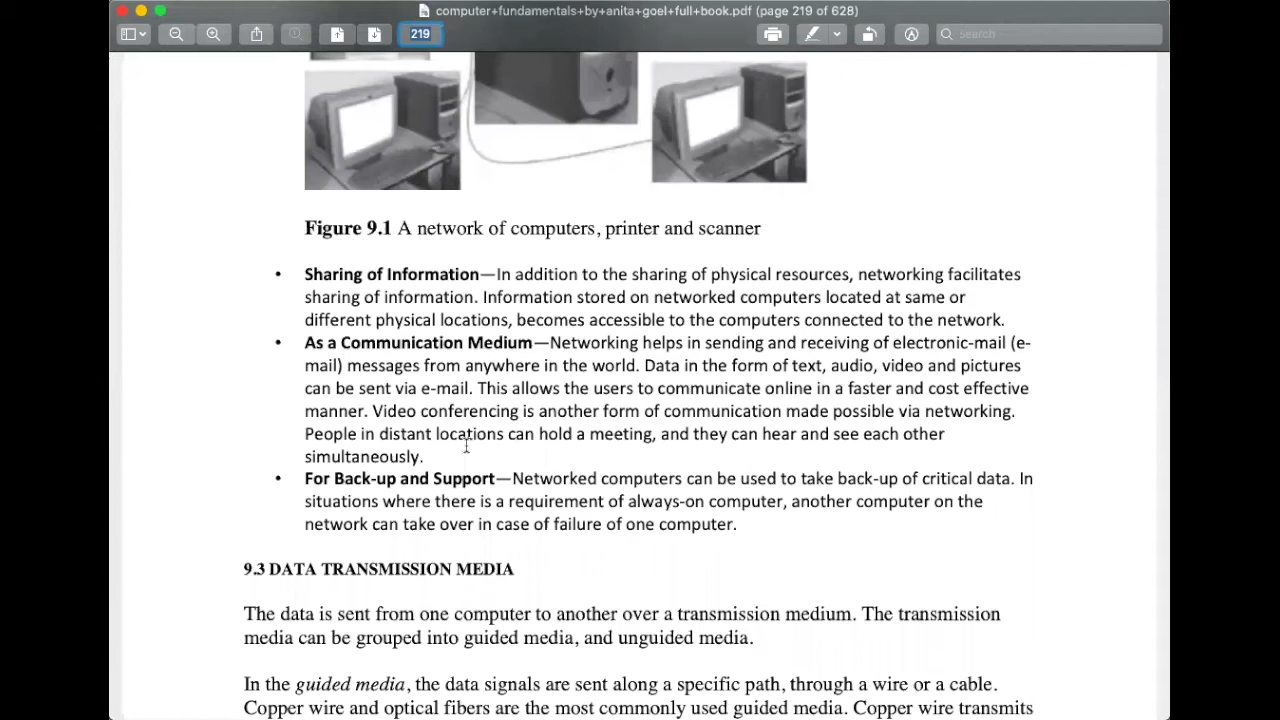 computer+fundamentals+by+anita+goel+full+book.pdf (page 219 of 628)
219
Search
Figure 9.1 A network of computers, printer and scanner
• Sharing of Information—In addition to the sharing of physical resources, networking facilitates
sharing of information. Information stored on networked computers located at same or
different physical locations, becomes accessible to the computers connected to the network.
• As a Communication Medium—Networking helps in sending and receiving of electronic-mail (e-
mail) messages from anywhere in the world. Data in the form of text, audio, video and pictures
can be sent via e-mail. This allows the users to communicate online in a faster and cost effective
manner. Video conferencing is another form of communication made possible via networking.
People in distant locations can hold a meeting, and they can hear and see each other
simultaneously.
• For Back-up and Support—Networked computers can be used to take back-up of critical data. In
situations where there is a requirement of always-on computer, another computer on the
network can take over in case of failure of one computer.
9.3 DATA TRANSMISSION MEDIA
The data is sent from one computer to another over a transmission medium. The transmission
media can be grouped into guided media, and unguided media.
In the guided media, the data signals are sent along a specific path, through a wire or a cable.
Copper wire and optical fibers are the most commonly used guided media. Copper wire transmits